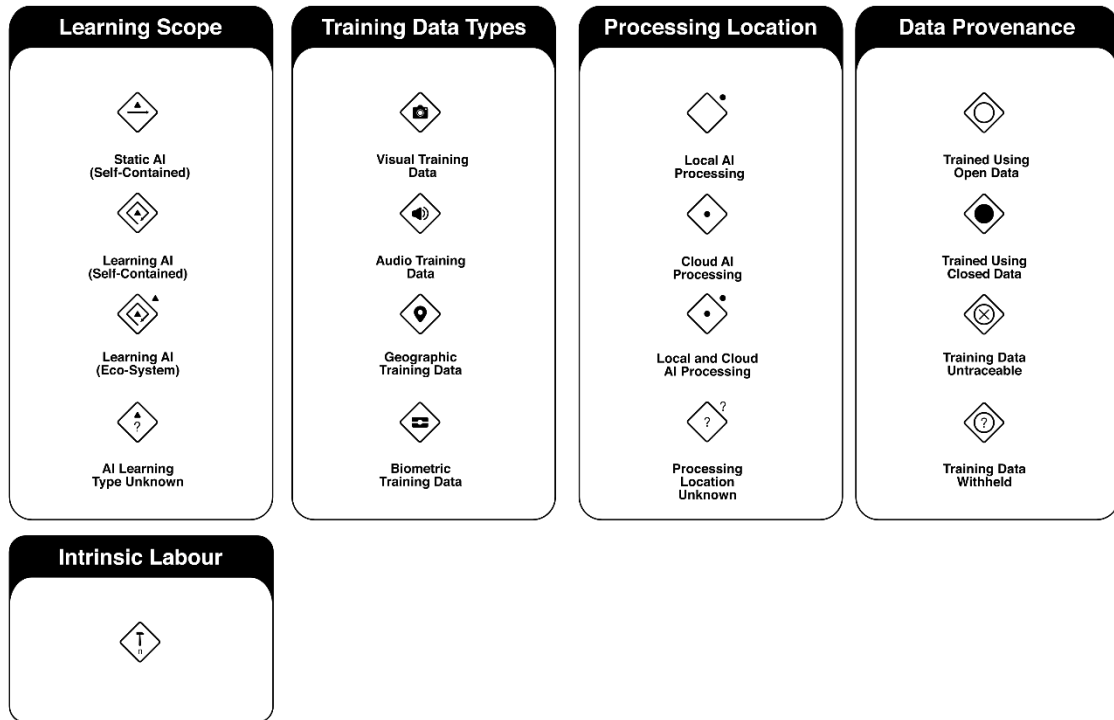 Learning Scope
Static AI
(Self-Contained)
Learning AI
(Self-Contained)
Learning AI
(Eco-System)
?
AI Learning
Type Unknown
Training Data Types
Visual Training
Data
Audio Training
Data
Geographic
Training Data
Biometric
Training Data
Processing Location
Local AI
Processing
Cloud AI
Processing
Local and Cloud
AI Processing
?
?
Processing
Location
Unknown
Data Provenance
Trained Using
Open Data
Trained Using
Closed Data
Training Data
Untraceable
?
Training Data
Withheld
Intrinsic Labour
n